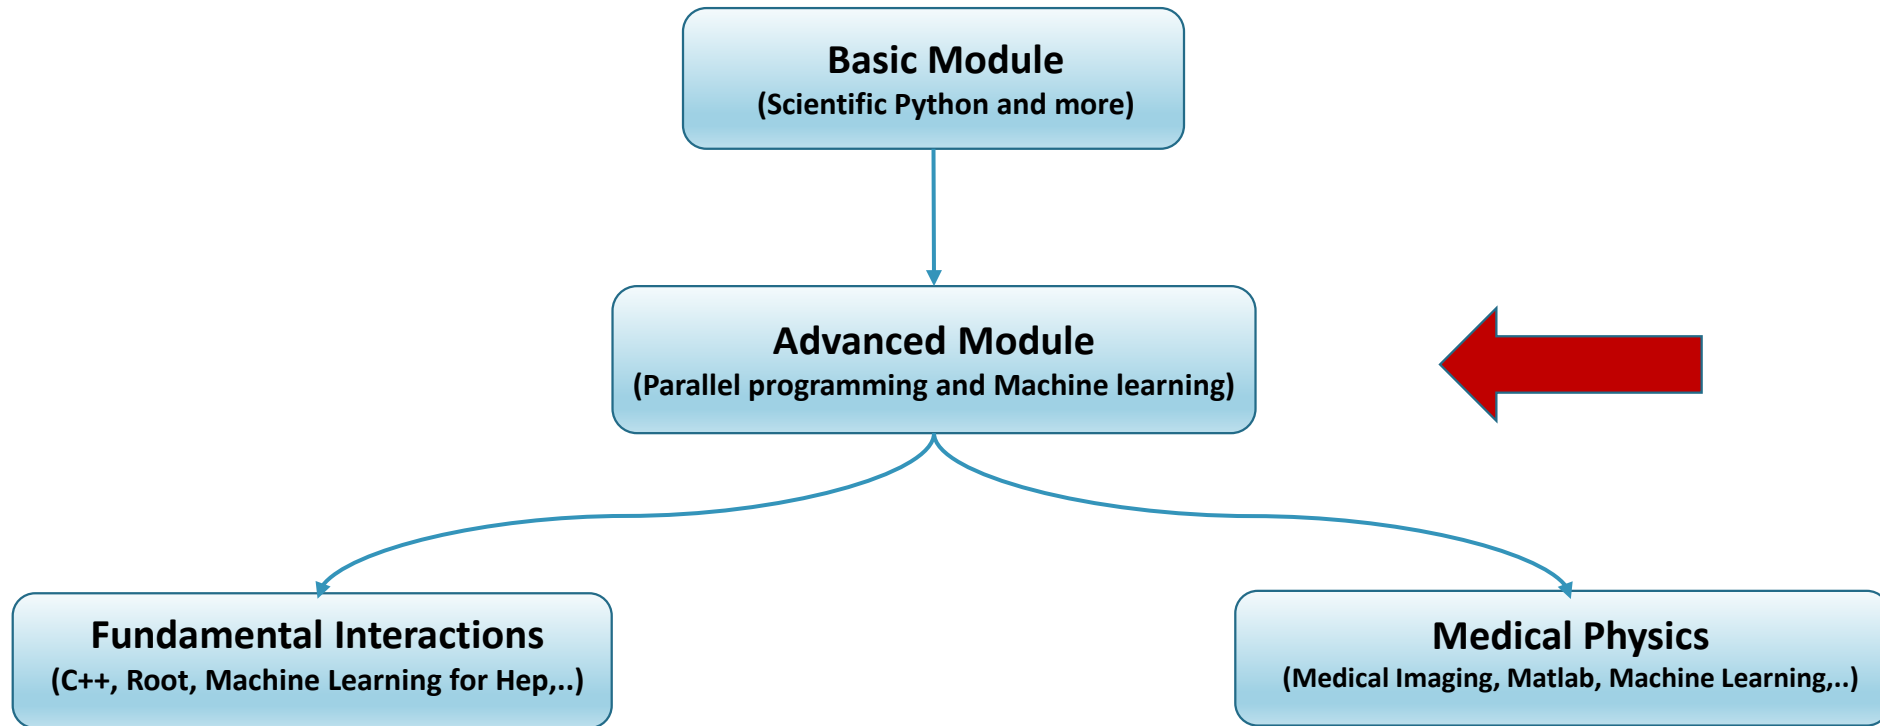 Basic Module
(Scientific Python and more)
Advanced Module
(Parallel programming and Machine learning)
Fundamental Interactions
(C++, Root, Machine Learning for Hep,..)
Medical Physics
(Medical Imaging, Matlab, Machine Learning,..)